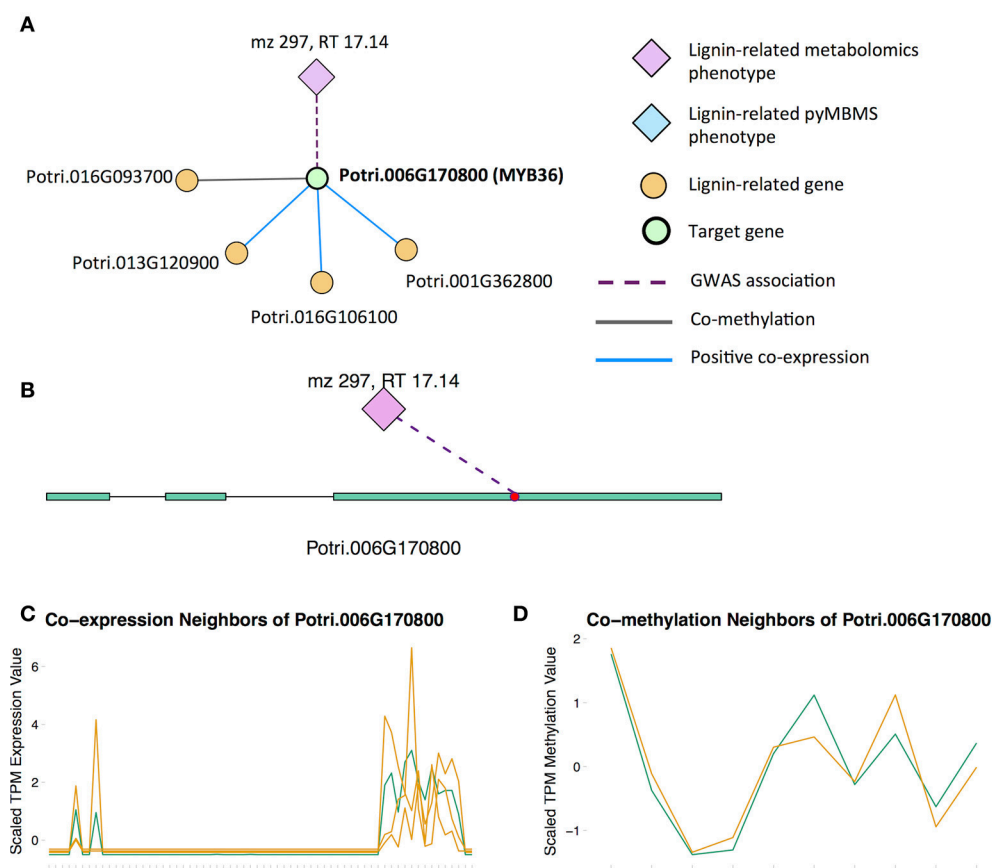 A
mz 297, RT 17.14
Potri.016G093700
Potri.006G170800 (MYB36)
Potri.013G120900
Potri.016G106100
Potri.001G362800
Lignin-related metabolomics
phenotype
Lignin-related pyMBMS
phenotype
Lignin-related gene
Target gene
GWAS association
Co-methylation
Positive co-expression
B
mz 297, RT 17.14
Potri.006G170800
C
Co−expression Neighbors of Potri.006G170800
Scaled TPM Expression Value
6
4
2
0
D
Co−methylation Neighbors of Potri.006G170800
Scaled TPM Methylation Value
2
1
0
−1